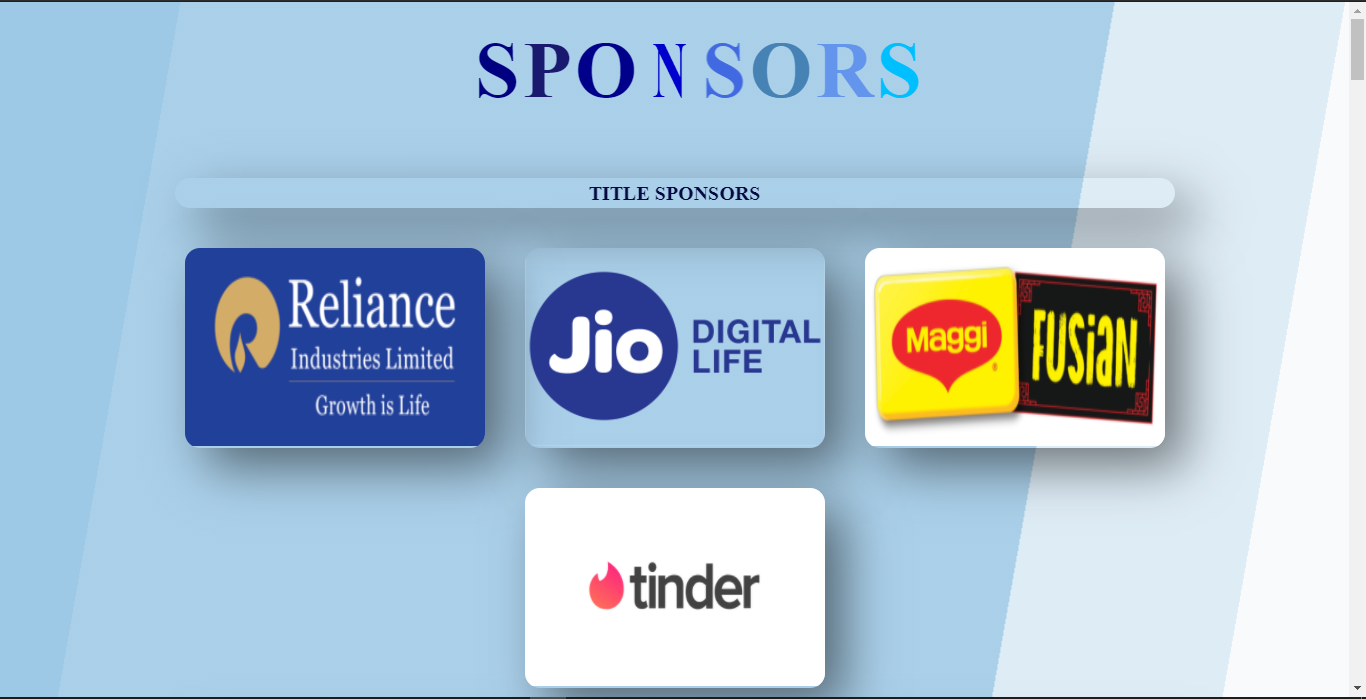 SPONSORS
TITLE SPONSORS
Reliance
Industries Limited
Growth is Life
Jio
DIGITAL
LIFE
Maggi
FUSIAN
tinder